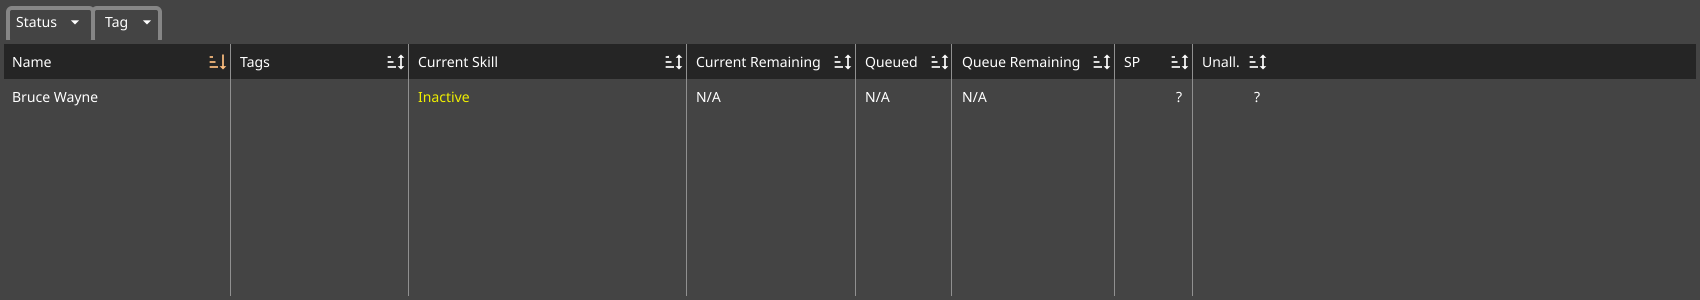 Status Tag
Name Tags Current Skill Current Remaining Queued Queue Remaining SP Unall.
Bruce Wayne Inactive N/A N/A N/A ? ?